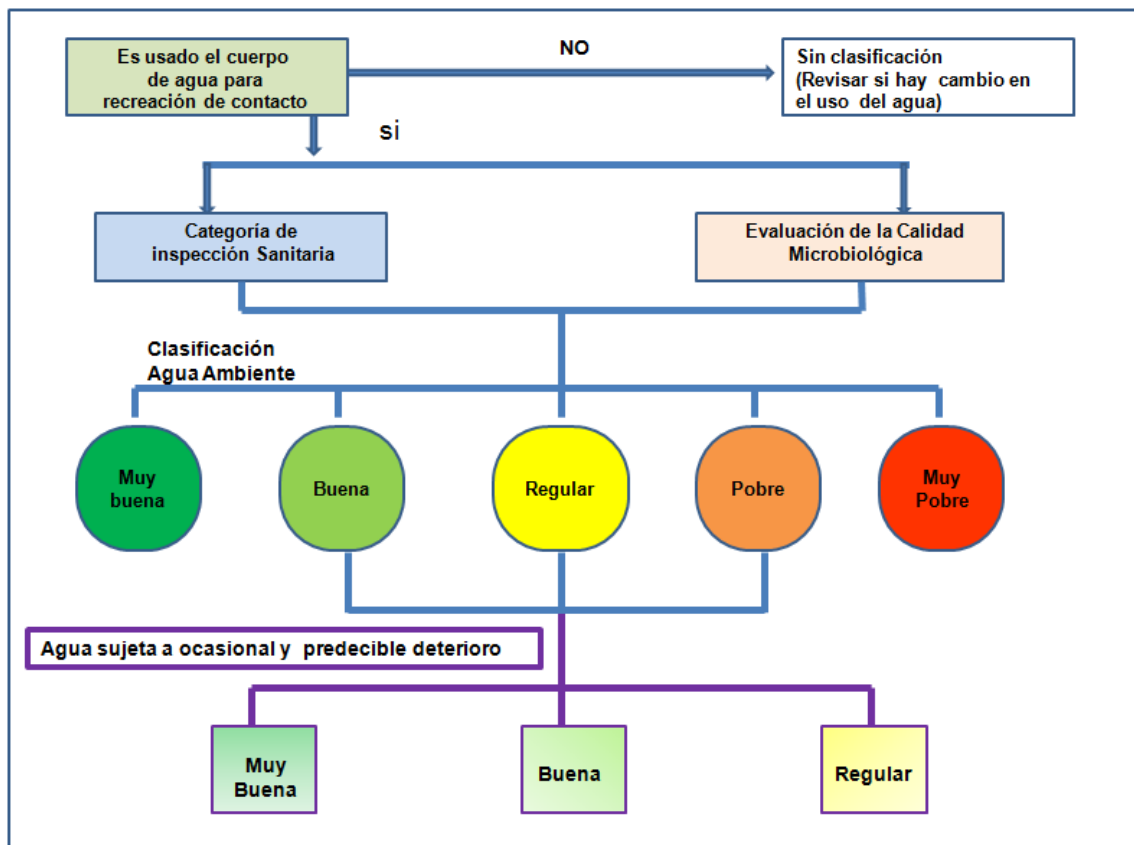 Es usado el cuerpo
de agua para
recreación de contacto
NO
Sin clasificación
(Revisar si hay cambio en
el uso del agua)
si
Categoría de
inspección Sanitaria
Evaluación de la Calidad
Microbiológica
Clasificación
Agua Ambiente
Muy
buena
Buena
Regular
Pobre
Muy
Pobre
Agua sujeta a ocasional y predecible deterioro
Muy
Buena
Buena
Regular